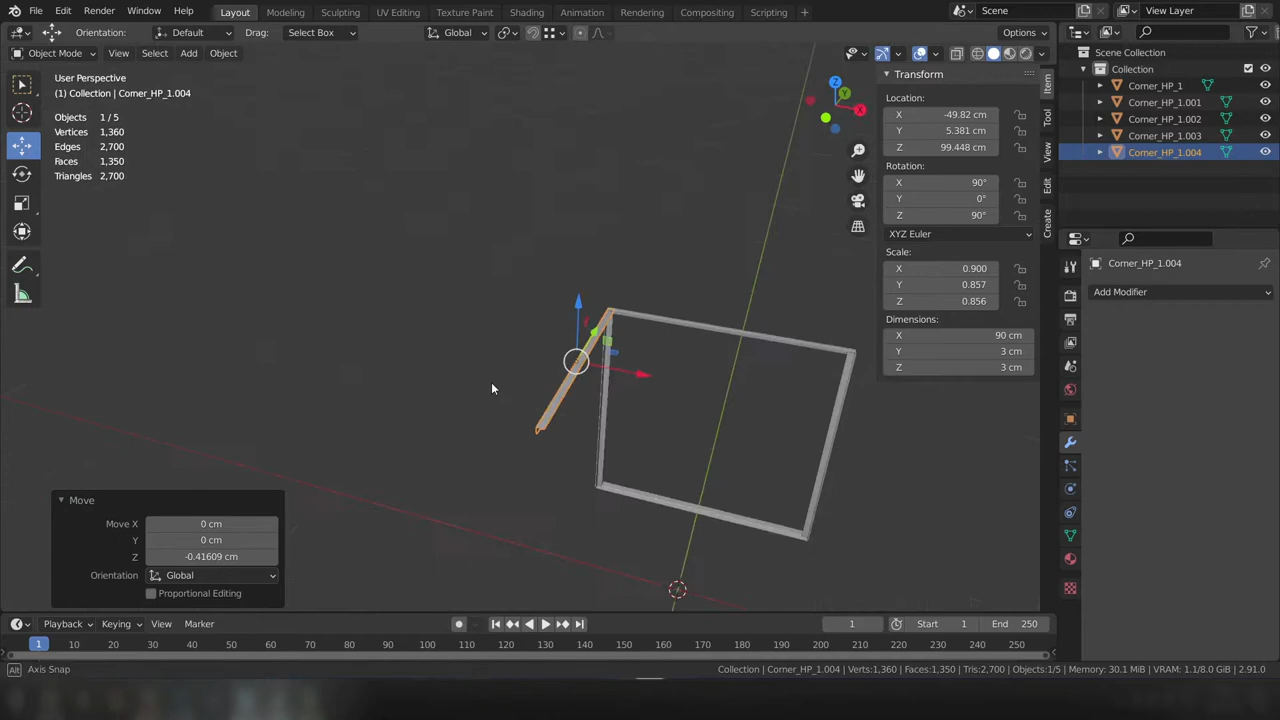 File Edit Render Window Help Layout Modeling Sculpting UV Editing Texture Paint Shading Animation Rendering Compositing Scripting + Scene View Layer
Orientation: Default Drag: Select Box Global Options
Object Mode View Select Add Object
User Perspective
(1) Collection | Corner_HP_1.004
Objects 1 / 5
Vertices 1,360
Edges 2,700
Faces 1,350
Triangles 2,700
Z
Y
X
Transform
Location:
X -49.82 cm
Y 5.381 cm
Z 99.448 cm
Rotation:
X 90°
Y 0°
Z 90°
XYZ Euler
Scale:
X 0.900
Y 0.857
Z 0.856
Dimensions:
X 90 cm
Y 3 cm
Z 3 cm
Item
Tool
View
Edit
Create
Scene Collection
Collection
Corner_HP_1
Corner_HP_1.001
Corner_HP_1.002
Corner_HP_1.003
Corner_HP_1.004
Corner_HP_1.004
Add Modifier
Move
Move X 0 cm
Y 0 cm
Z -0.41609 cm
Orientation Global
Proportional Editing
Playback Keying View Marker 1 Start 1 End 250
1 10 20 30 40 50 60 70 80 90 100 110 120 130 140 150 160 170 180 190 200 210 220 230 240 250
Alt Axis Snap
Collection | Corner_HP_1.004 | Verts:1,360 | Faces:1,350 | Tris:2,700 | Objects:1/5 | Memory: 30.1 MiB | VRAM: 1.1/8.0 GiB | 2.91.0